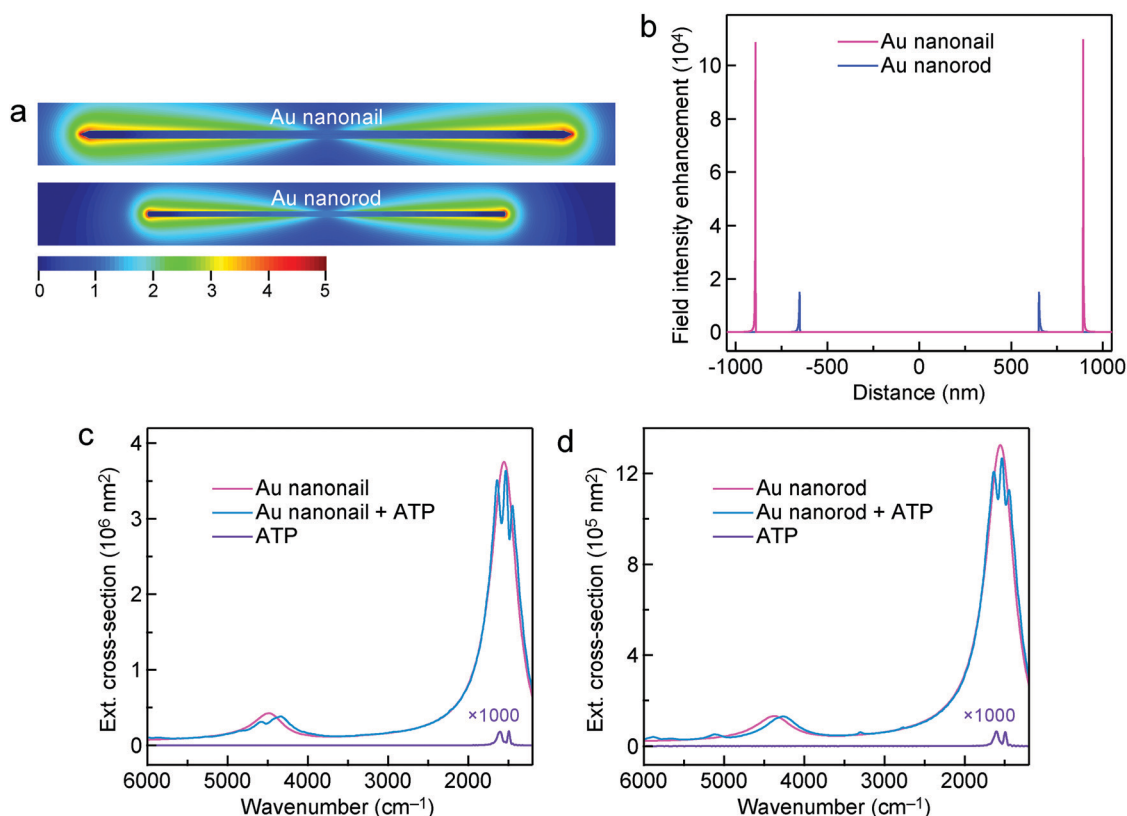 a
Au nanonail
Au nanorod
0 1 2 3 4 5
b
Field intensity enhancement (10⁴)
10
8
6
4
2
0
Au nanonail
Au nanorod
-1000 -500 0 500 1000
Distance (nm)
c
Ext. cross-section (10⁶ nm²)
4
3
2
1
0
Au nanonail
Au nanonail + ATP
ATP
×1000
6000 5000 4000 3000 2000
Wavenumber (cm⁻¹)
d
Ext. cross-section (10⁵ nm²)
12
8
4
0
Au nanorod
Au nanorod + ATP
ATP
×1000
6000 5000 4000 3000 2000
Wavenumber (cm⁻¹)